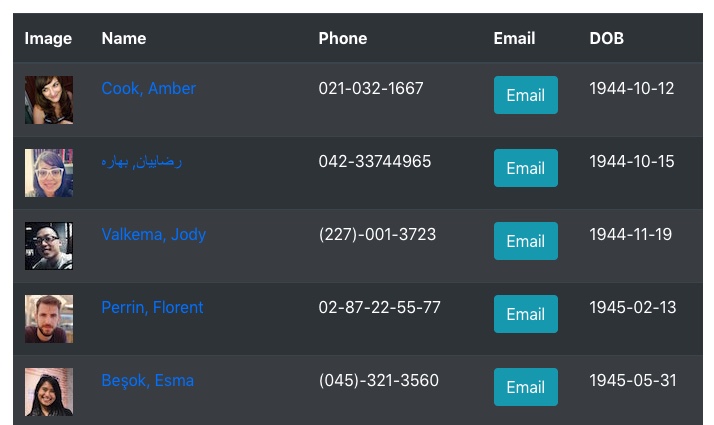 Image Name Phone Email DOB
Cook, Amber 021-032-1667 Email 1944-10-12
رضاییان, بهاره 042-33744965 Email 1944-10-15
Valkema, Jody (227)-001-3723 Email 1944-11-19
Perrin, Florent 02-87-22-55-77 Email 1945-02-13
Beşok, Esma (045)-321-3560 Email 1945-05-31